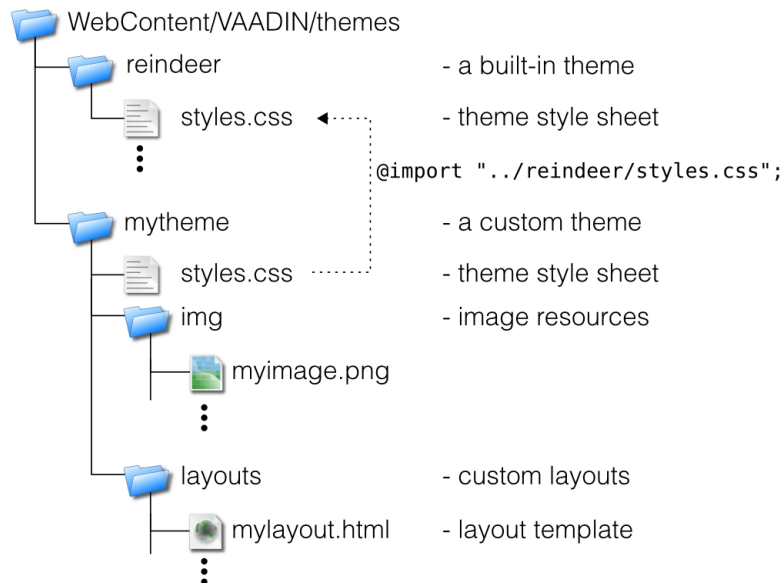 WebContent/VAADIN/themes
reindeer - a built-in theme
styles.css - theme style sheet
@import "../reindeer/styles.css";
mytheme - a custom theme
styles.css - theme style sheet
img - image resources
myimage.png
layouts - custom layouts
mylayout.html - layout template